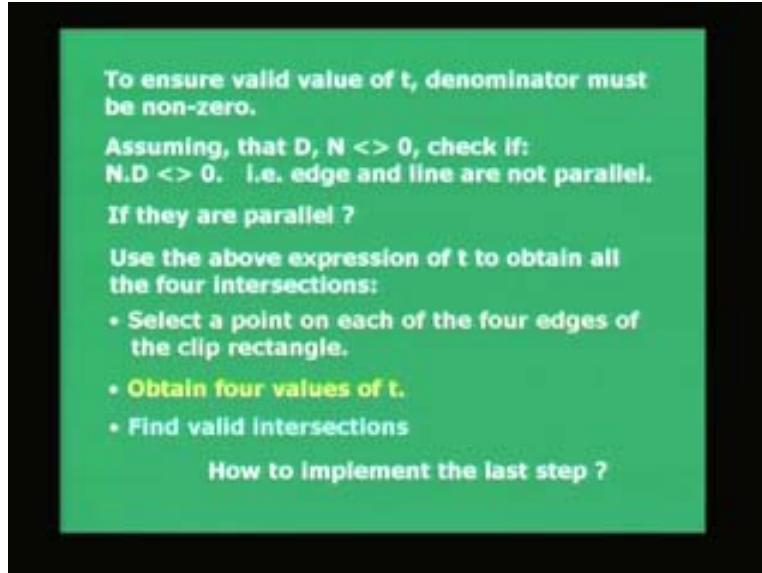 To ensure valid value of t, denominator must
be non-zero.
Assuming, that D, N <> 0, check if:
N.D <> 0. i.e. edge and line are not parallel.
If they are parallel ?
Use the above expression of t to obtain all
the four intersections:
• Select a point on each of the four edges of
the clip rectangle.
• Obtain four values of t.
• Find valid intersections
How to implement the last step ?